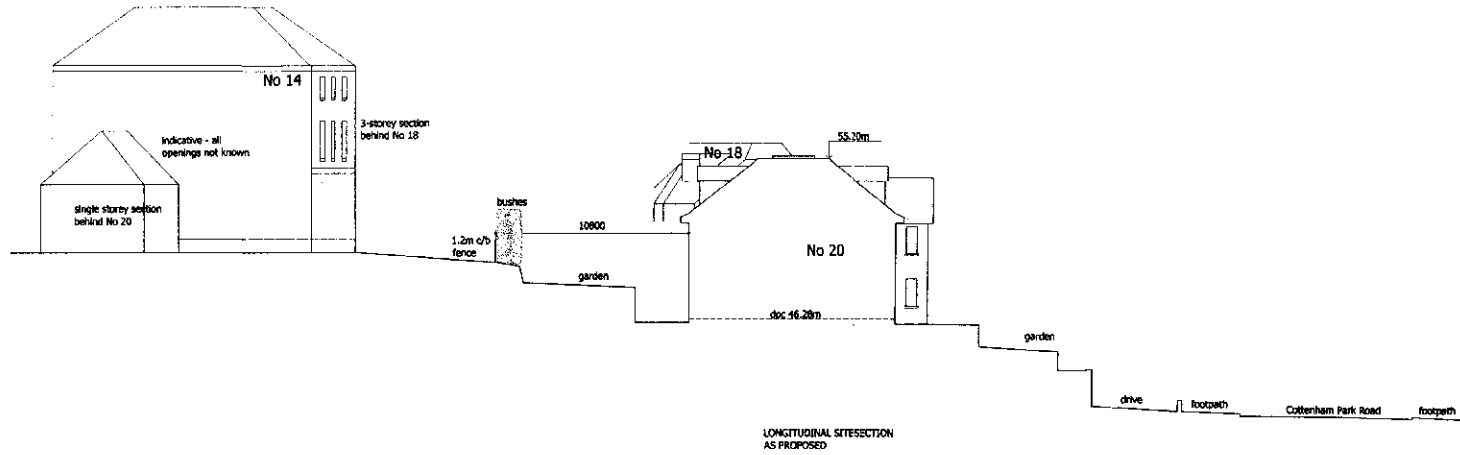 No 14
3-storey section
behind No 18
indicative - all
openings not known
single storey section
behind No 20
bushes
1.2m c/b
fence
10800
garden
No 18
55.20m
No 20
dpc 46.28m
garden
drive
footpath
Cottenham Park Road
footpath
LONGITUDINAL SITESECTION
AS PROPOSED